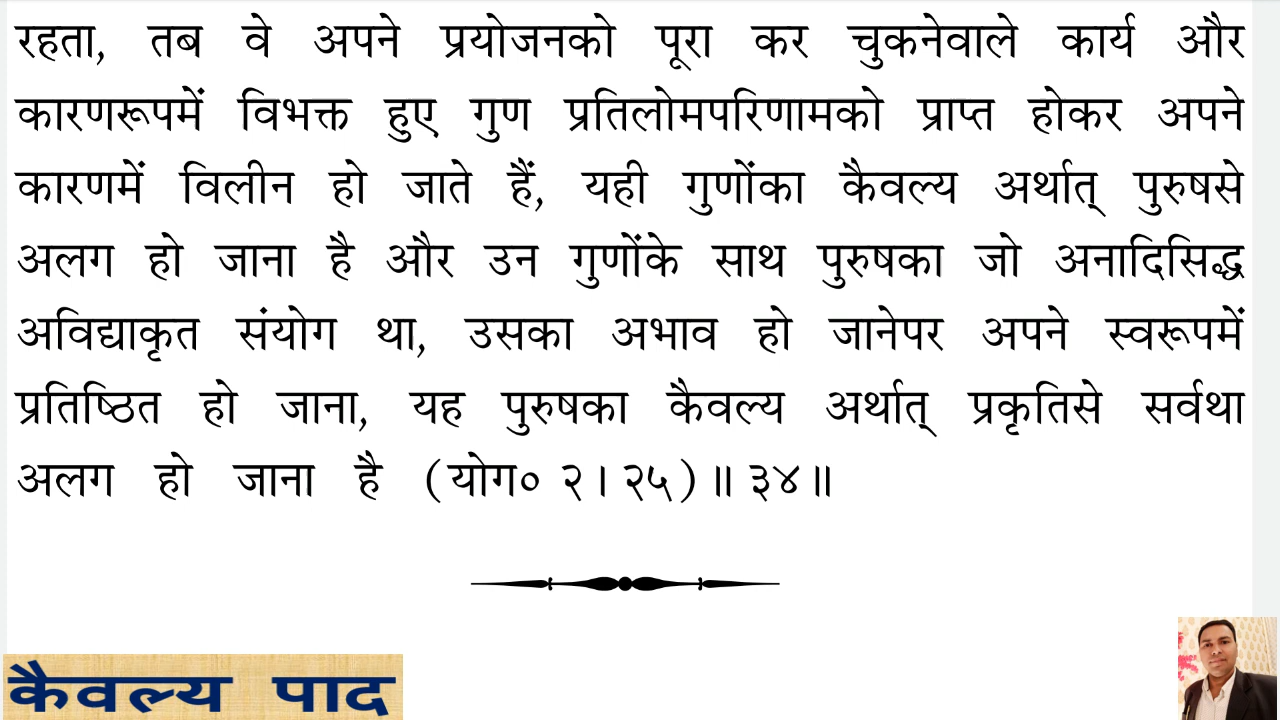 रहता, तब वे अपने प्रयोजनको पूरा कर चुकनेवाले कार्य और
कारणरूपमें विभक्त हुए गुण प्रतिलोमपरिणामको प्राप्त होकर अपने
कारणमें विलीन हो जाते हैं, यही गुणोंका कैवल्य अर्थात् पुरुषसे
अलग हो जाना है और उन गुणोंके साथ पुरुषका जो अनादिसिद्ध
अविद्याकृत संयोग था, उसका अभाव हो जानेपर अपने स्वरूपमें
प्रतिष्ठित हो जाना, यह पुरुषका कैवल्य अर्थात् प्रकृतिसे सर्वथा
अलग हो जाना है (योग० २।२५)॥ ३४॥
कैवल्य पाद